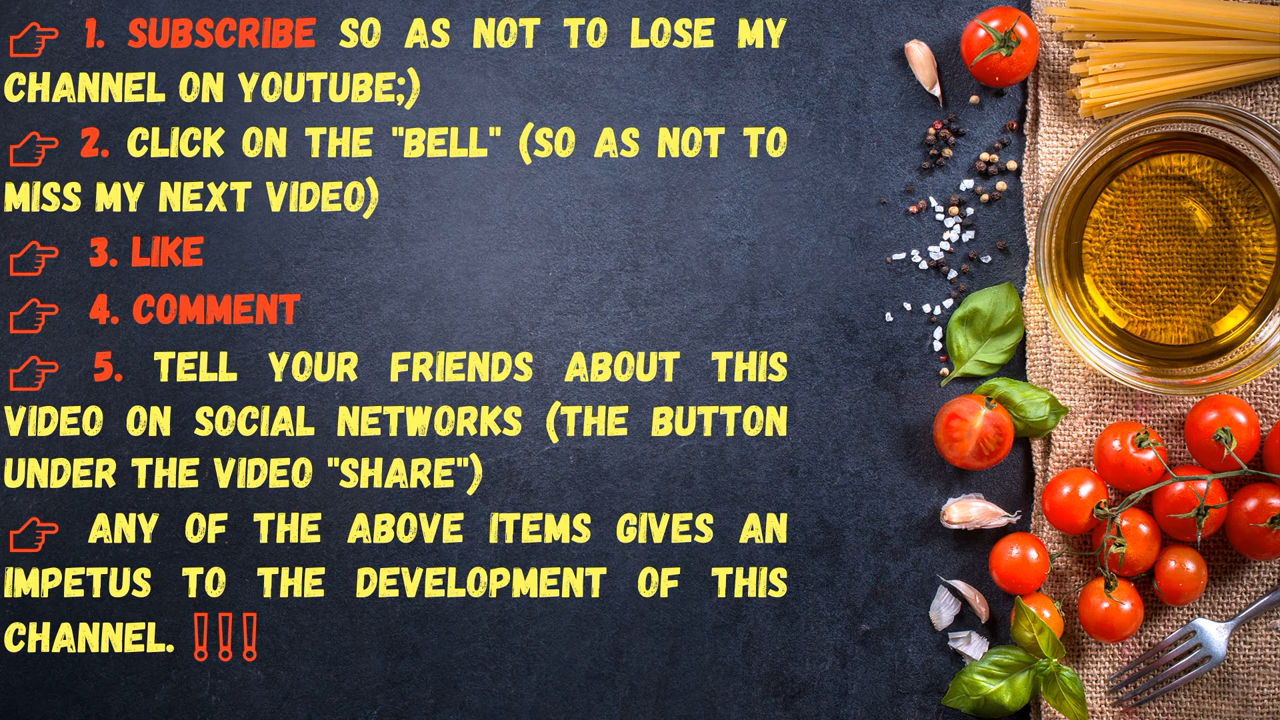 👉 1. SUBSCRIBE SO AS NOT TO LOSE MY
CHANNEL ON YOUTUBE;)
👉 2. CLICK ON THE "BELL" (SO AS NOT TO
MISS MY NEXT VIDEO)
👉 3. LIKE
👉 4. COMMENT
👉 5. TELL YOUR FRIENDS ABOUT THIS
VIDEO ON SOCIAL NETWORKS (THE BUTTON
UNDER THE VIDEO "SHARE")
👉 ANY OF THE ABOVE ITEMS GIVES AN
IMPETUS TO THE DEVELOPMENT OF THIS
CHANNEL. !!!